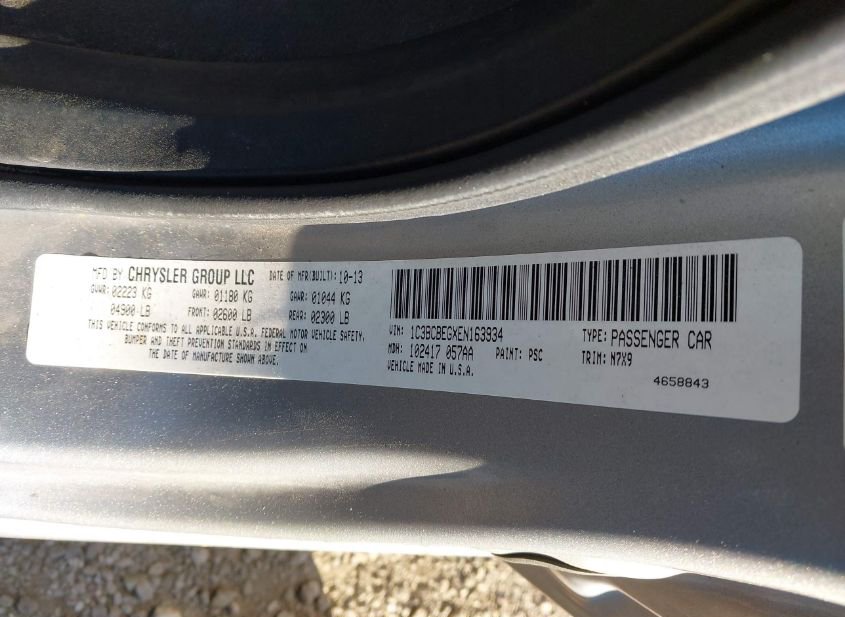 MFD BY CHRYSLER GROUP LLC DATE OF MFR(BUILT): 10-13
GVWR: 02223 KG GAWR: 01180 KG GAWR: 01044 KG
04900 LB FRONT: 02600 LB REAR: 02300 LB
THIS VEHICLE CONFORMS TO ALL APPLICABLE U.S.A. FEDERAL MOTOR VEHICLE SAFETY,
BUMPER AND THEFT PREVENTION STANDARDS IN EFFECT ON
THE DATE OF MANUFACTURE SHOWN ABOVE.
VIN: 1C3BCBEGXEN163934 TYPE: PASSENGER CAR
MDH: 102417 057AA PAINT: PSC TRIM: N7X9
VEHICLE MADE IN U.S.A.
4658843